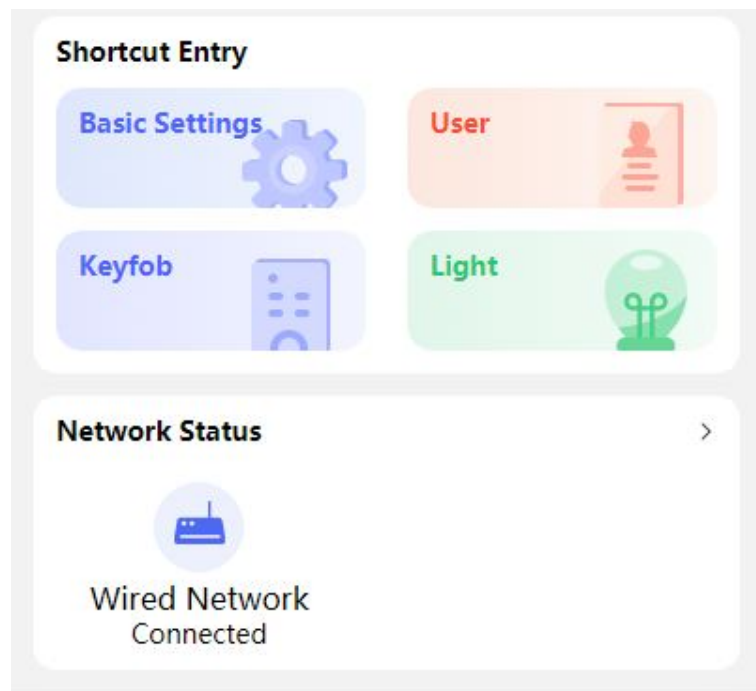 Shortcut Entry
Basic Settings
User
Keyfob
Light
Network Status
Wired Network
Connected